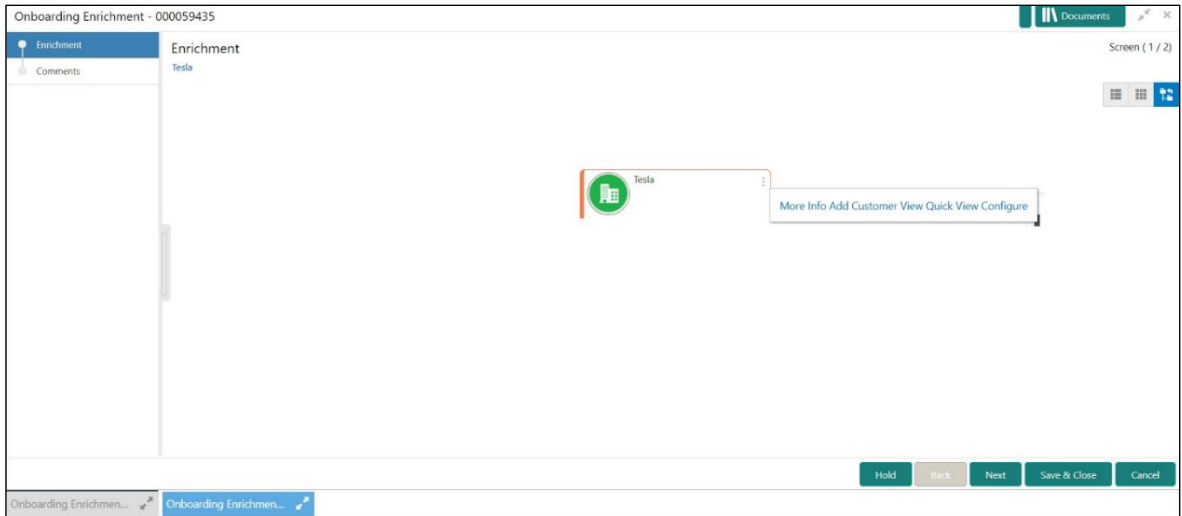 Onboarding Enrichment - 000059435
Documents
Enrichment
Comments
Enrichment
Tesla
Screen ( 1 / 2)
Tesla
More Info Add Customer View Quick View Configure
Hold
Back
Next
Save & Close
Cancel
Onboarding Enrichmen...
Onboarding Enrichmen...